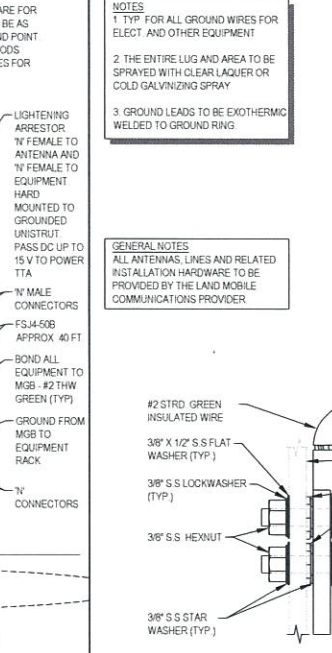 ARE FOR
BE AS
ND POINT
ODS
ES FOR
LIGHTENING
ARRESTOR
'N' FEMALE TO
ANTENNA AND
'N' FEMALE TO
EQUIPMENT
HARD
MOUNTED TO
GROUNDED
UNISTRUT.
PASS DC UP TO
15 V TO POWER
TTA
'N' MALE
CONNECTORS
FSJ4-50B
APPROX 40 FT
BOND ALL
EQUIPMENT TO
MGB - #2 THW
GREEN (TYP)
GROUND FROM
MGB TO
EQUIPMENT
RACK
'N'
CONNECTORS
NOTES
1 TYP FOR ALL GROUND WIRES FOR
ELECT. AND OTHER EQUIPMENT
2 THE ENTIRE LUG AND AREA TO BE
SPRAYED WITH CLEAR LAQUER OR
COLD GALVINIZING SPRAY
3. GROUND LEADS TO BE EXOTHERMIC
WELDED TO GROUND RING.
GENERAL NOTES
ALL ANTENNAS, LINES AND RELATED
INSTALLATION HARDWARE TO BE
PROVIDED BY THE LAND MOBILE
COMMUNICATIONS PROVIDER
#2 STRD. GREEN
INSULATED WIRE
3/8" X 1/2" S.S FLAT
WASHER (TYP.)
3/8" S.S LOCKWASHER
(TYP.)
3/8" S.S. HEXNUT
3/8" S S STAR
WASHER (TYP.)